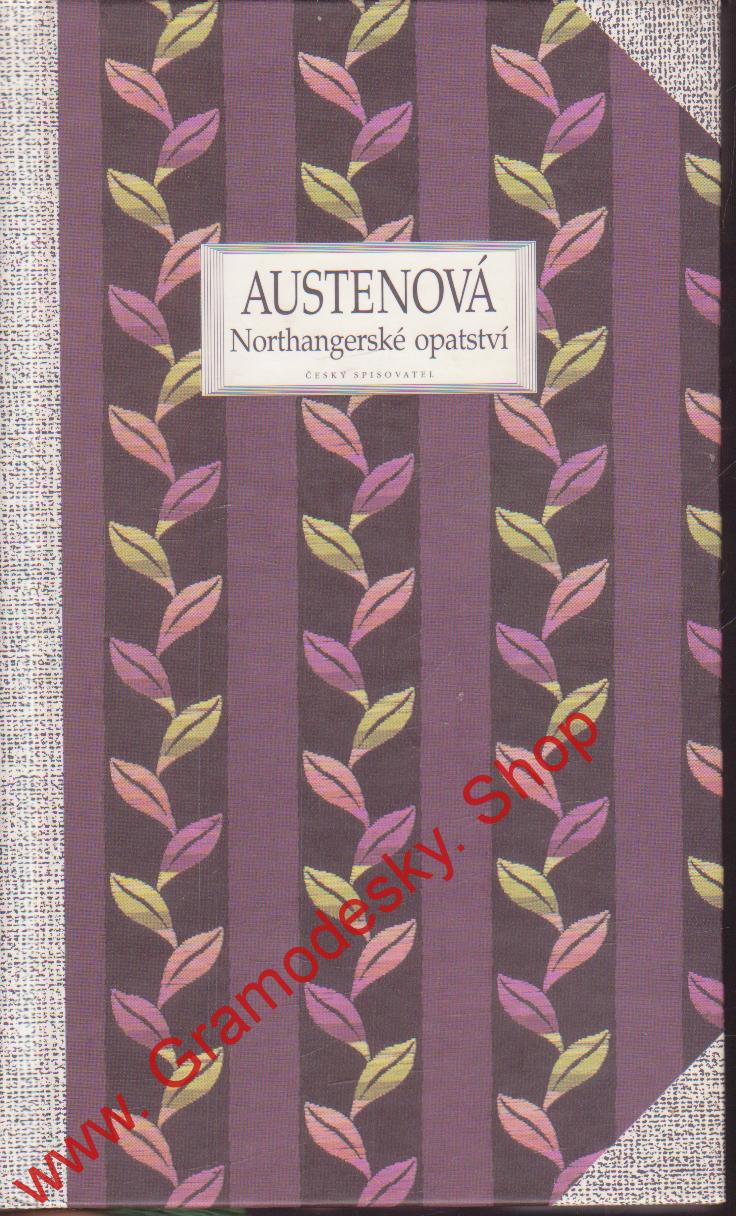 AUSTENOVÁ
Northangerské opatství
ČESKÝ SPISOVATEL
www. Gramodesky. Shop